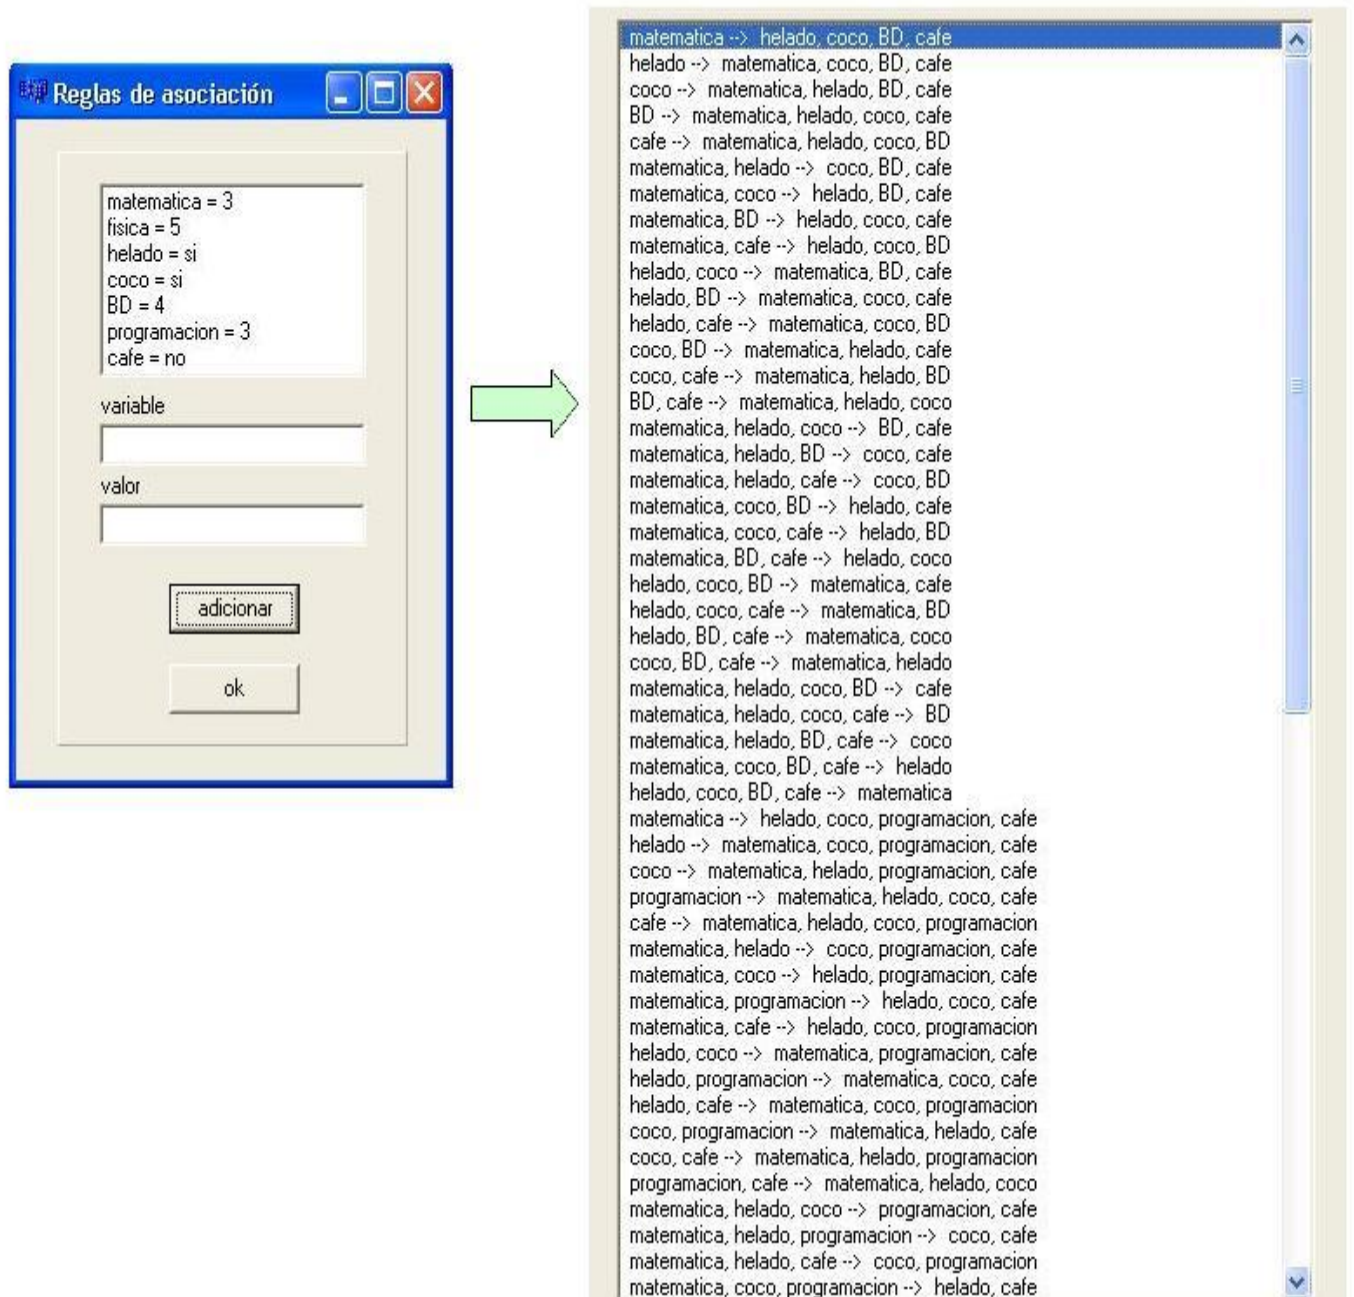 Reglas de asociación
matematica = 3
fisica = 5
helado = si
coco = si
BD = 4
programacion = 3
cafe = no
variable
valor
adicionar
ok
matematica --> helado, coco, BD, cafe
helado --> matematica, coco, BD, cafe
coco --> matematica, helado, BD, cafe
BD --> matematica, helado, coco, cafe
cafe --> matematica, helado, coco, BD
matematica, helado --> coco, BD, cafe
matematica, coco --> helado, BD, cafe
matematica, BD --> helado, coco, cafe
matematica, cafe --> helado, coco, BD
helado, coco --> matematica, BD, cafe
helado, BD --> matematica, coco, cafe
helado, cafe --> matematica, coco, BD
coco, BD --> matematica, helado, cafe
coco, cafe --> matematica, helado, BD
BD, cafe --> matematica, helado, coco
matematica, helado, coco --> BD, cafe
matematica, helado, BD --> coco, cafe
matematica, helado, cafe --> coco, BD
matematica, coco, BD --> helado, cafe
matematica, coco, cafe --> helado, BD
matematica, BD, cafe --> helado, coco
helado, coco, BD --> matematica, cafe
helado, coco, cafe --> matematica, BD
helado, BD, cafe --> matematica, coco
coco, BD, cafe --> matematica, helado
matematica, helado, coco, BD --> cafe
matematica, helado, coco, cafe --> BD
matematica, helado, BD, cafe --> coco
matematica, coco, BD, cafe --> helado
helado, coco, BD, cafe --> matematica
matematica --> helado, coco, programacion, cafe
helado --> matematica, coco, programacion, cafe
coco --> matematica, helado, programacion, cafe
programacion --> matematica, helado, coco, cafe
cafe --> matematica, helado, coco, programacion
matematica, helado --> coco, programacion, cafe
matematica, coco --> helado, programacion, cafe
matematica, programacion --> helado, coco, cafe
matematica, cafe --> helado, coco, programacion
helado, coco --> matematica, programacion, cafe
helado, programacion --> matematica, coco, cafe
helado, cafe --> matematica, coco, programacion
coco, programacion --> matematica, helado, cafe
coco, cafe --> matematica, helado, programacion
programacion, cafe --> matematica, helado, coco
matematica, helado, coco --> programacion, cafe
matematica, helado, programacion --> coco, cafe
matematica, helado, cafe --> coco, programacion
matematica, coco, programacion --> helado, cafe